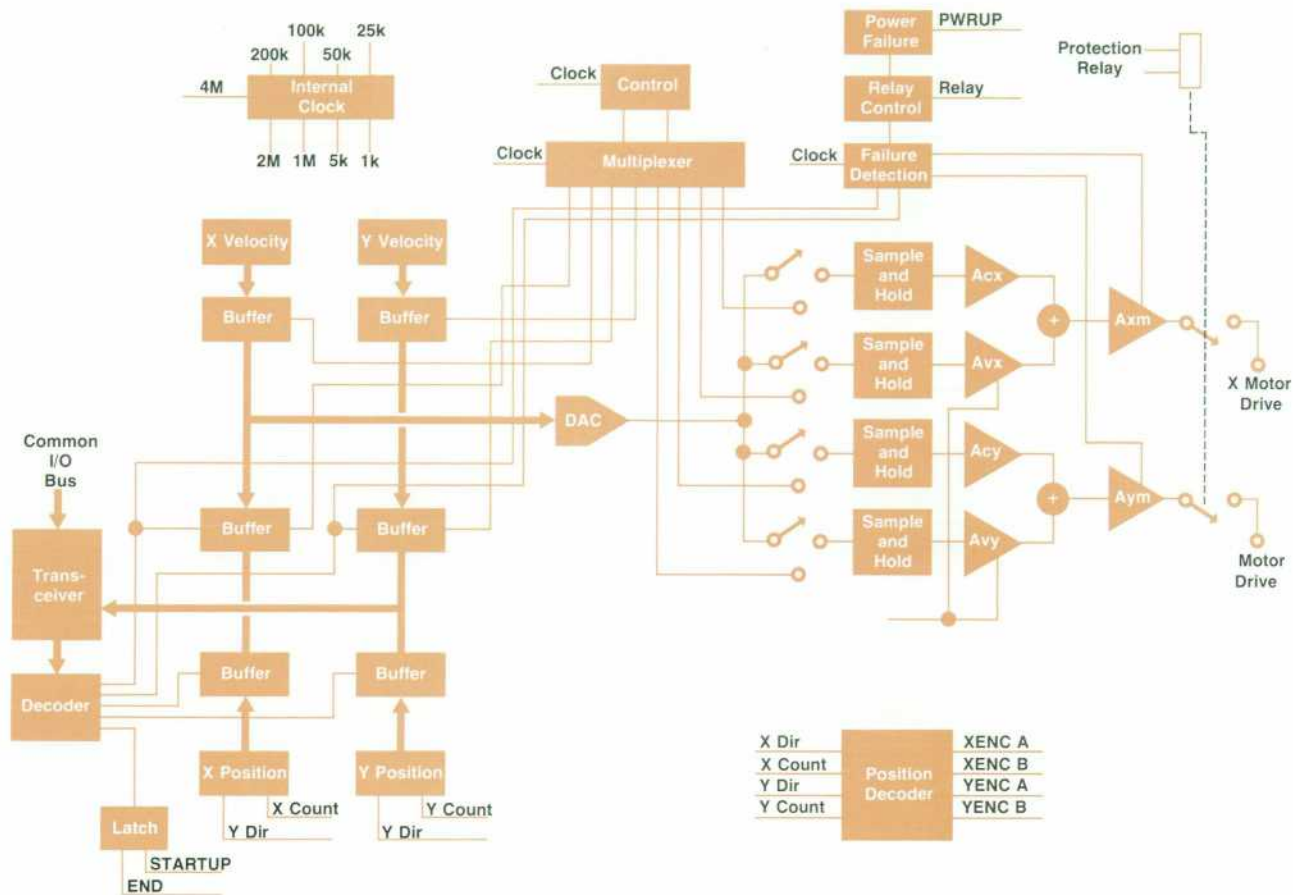 100k
25k
200k
50k
4M
Internal
Clock
2M
1M
5k
1k
Clock
Control
Clock
Multiplexer
Power
Failure
PWRUP
Relay
Control
Relay
Clock
Failure
Detection
Protection
Relay
X Velocity
Y Velocity
Buffer
Buffer
DAC
Sample
and
Hold
Acx
+
Axm
Sample
and
Hold
Avx
X Motor
Drive
Sample
and
Hold
Acy
+
Aym
Sample
and
Hold
Avy
Motor
Drive
Common
I/O
Bus
Buffer
Buffer
Trans-
ceiver
Buffer
Buffer
Decoder
X Position
Y Position
X Count
Y Dir
Y Count
Y Dir
Latch
STARTUP
END
X Dir
X Count
Y Dir
Y Count
Position
Decoder
XENC A
XENC B
YENC A
YENC B